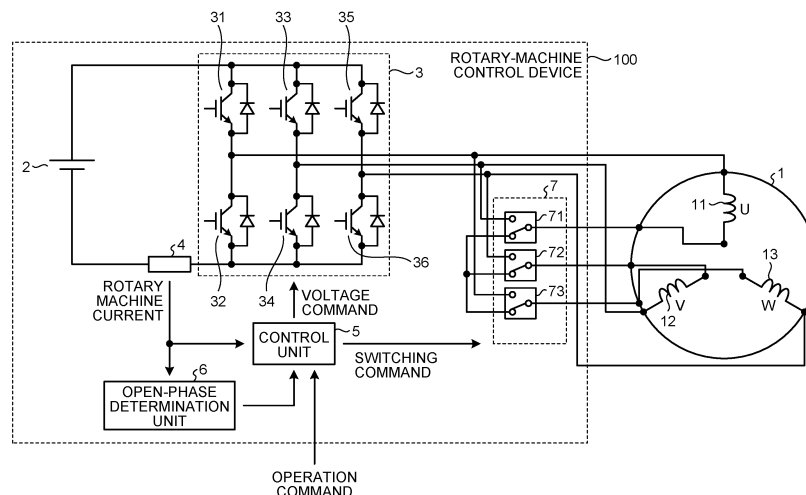 31
33
35
3
ROTARY-MACHINE
CONTROL DEVICE
100
2
4
32
34
36
7
71
72
73
1
11
U
13
V
W
12
ROTARY
MACHINE
CURRENT
VOLTAGE
COMMAND
5
CONTROL
UNIT
SWITCHING
COMMAND
6
OPEN-PHASE
DETERMINATION
UNIT
OPERATION
COMMAND